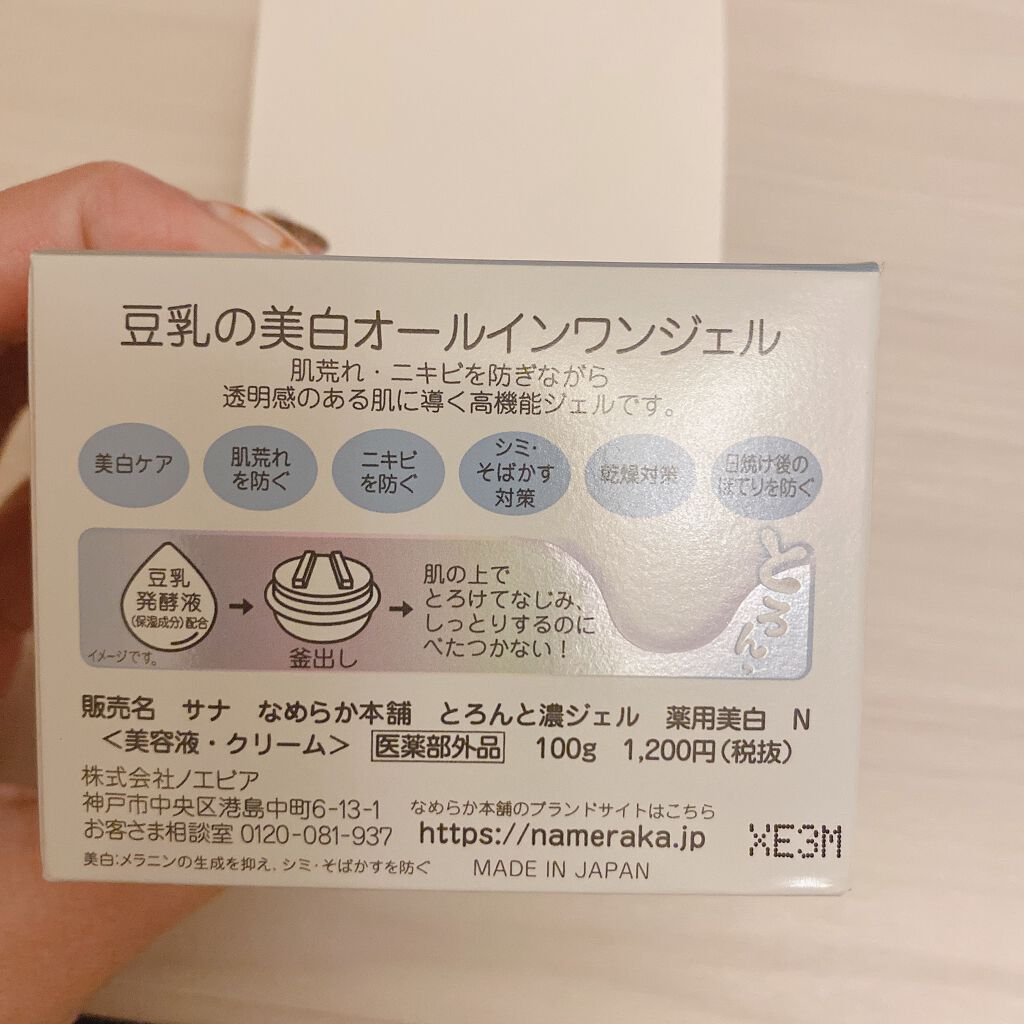 豆乳の美白オールインワンジェル
肌荒れ・ニキビを防ぎながら
透明感のある肌に導く高機能ジェルです。
美白ケア
肌荒れ
を防ぐ
ニキビ
を防ぐ
シミ・
そばかす
対策
乾燥対策
日焼け後の
ほてりを防ぐ
豆乳
発酵液
(保湿成分)配合
イメージです。
釜出し
肌の上で
とろけてなじみ、
しっとりするのに
べたつかない!
とろん、
販売名 サナ なめらか本舗 とろんと濃ジェル 薬用美白 N
<美容液・クリーム> 医薬部外品 100g 1,200円(税抜)
株式会社ノエビア
神戸市中央区港島中町6-13-1
お客さま相談室 0120-081-937
なめらか本舗のブランドサイトはこちら
https://nameraka.jp
美白:メラニンの生成を抑え、シミ・そばかすを防ぐ
MADE IN JAPAN
XE3M